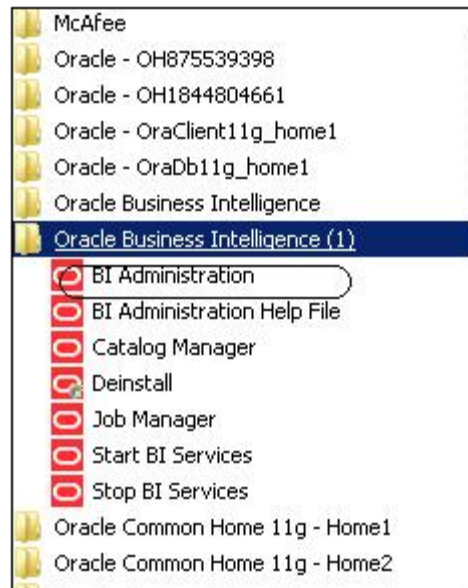 McAfee
Oracle - OH875539398
Oracle - OH1844804661
Oracle - OraClient11g_home1
Oracle - OraDb11g_home1
Oracle Business Intelligence
Oracle Business Intelligence (1)
BI Administration
BI Administration Help File
Catalog Manager
Deinstall
Job Manager
Start BI Services
Stop BI Services
Oracle Common Home 11g - Home1
Oracle Common Home 11g - Home2